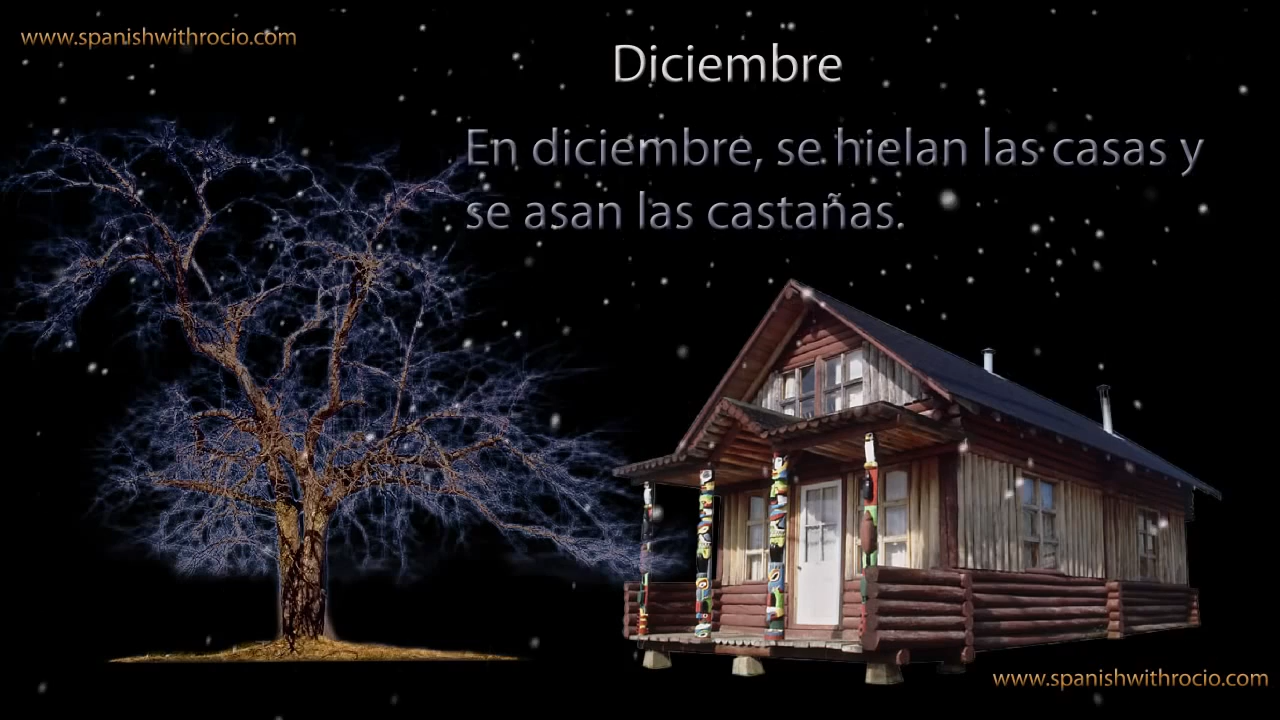 www.spanishwithrocio.com
Diciembre
En diciembre, se hielan las casas y
se asan las castañas.
www.spanishwithrocio.com